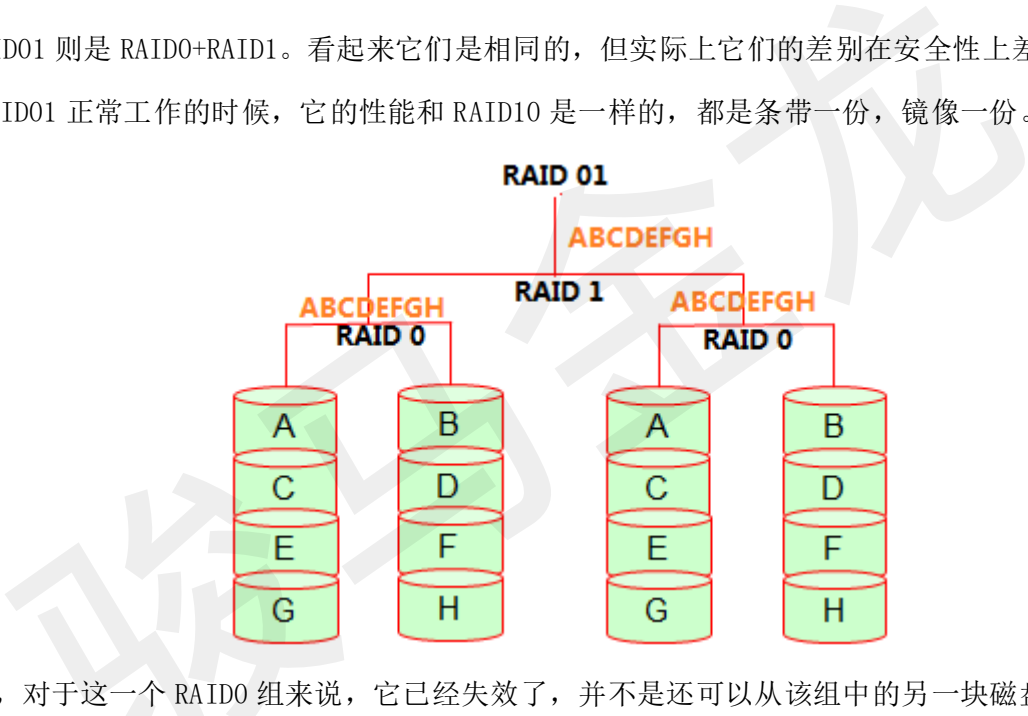 ID01 则是 RAID0+RAID1。看起来它们是相同的，但实际上它们的差别在安全性上差
ID01 正常工作的时候，它的性能和 RAID10 是一样的，都是条带一份，镜像一份。
RAID 01
ABCDEFGH
RAID 1
ABCDEFGH
ABCDEFGH
RAID 0
RAID 0
A B A B
C D C D
E F E F
G H G H
，对于这一个 RAID0 组来说，它已经失效了，并不是还可以从该组中的另一块磁盘
骏马金龙